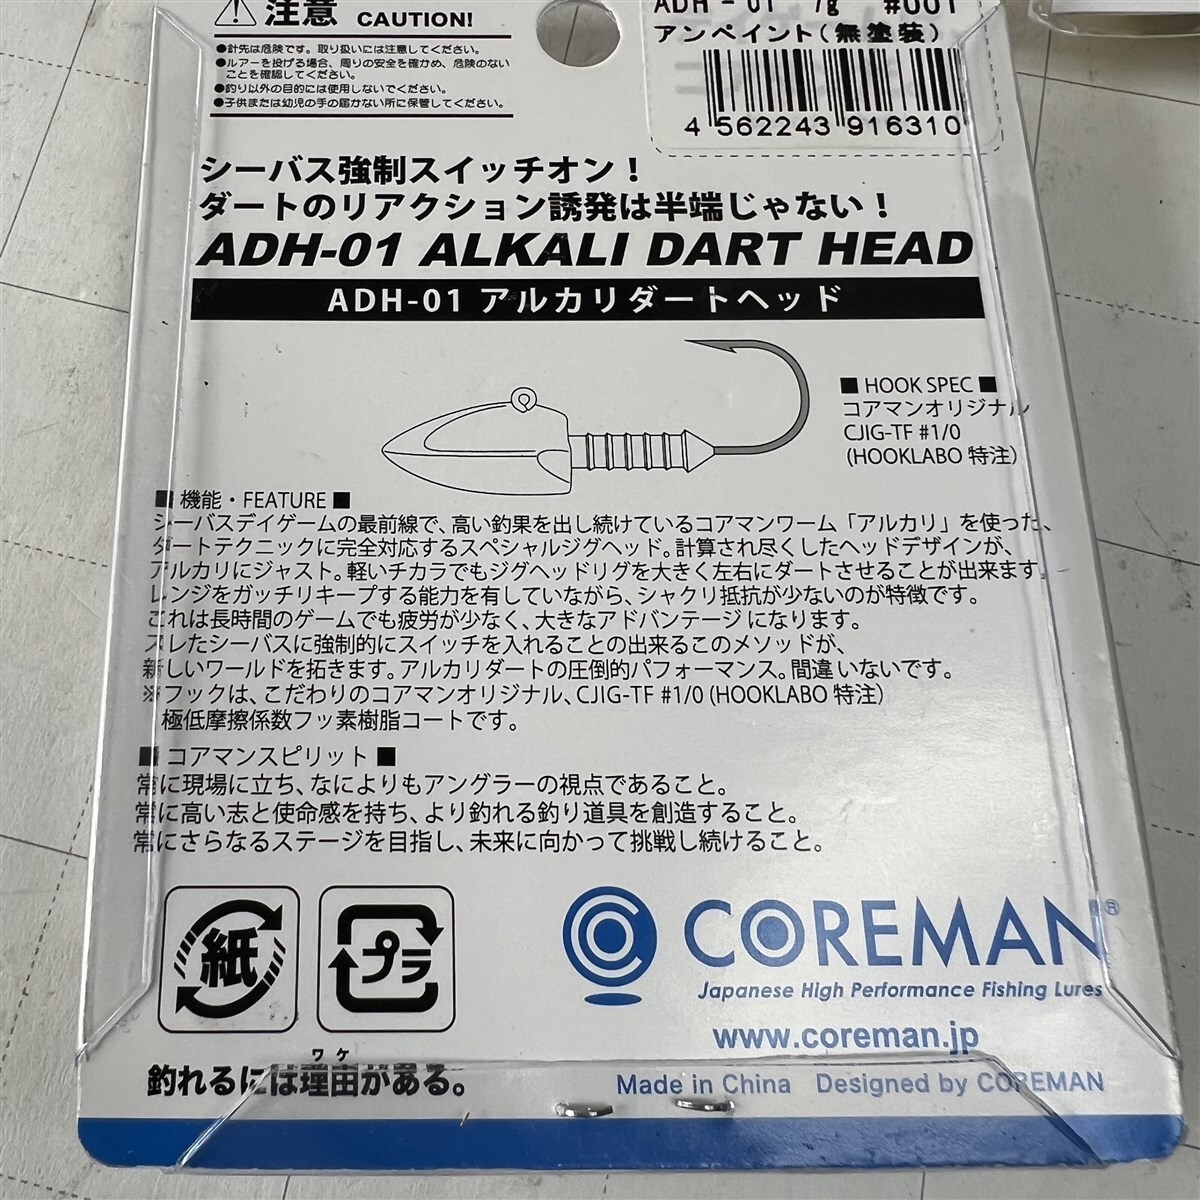 注意 CAUTION!
●針先は危険です。取り扱いには注意してください。
●ルアーを投げる場合、周りの安全を確かめ、危険のない
ことを確認してください。
●釣り以外の目的には使用しないでください。
●子供または幼児の手の届かない所に保管してください。
ADH-01 7g #001
アンペイント(無塗装)
4 562243 916310
シーバス強制スイッチオン!
ダートのリアクション誘発は半端じゃない!
ADH-01 ALKALI DART HEAD
ADH-01 アルカリダートヘッド
■ HOOK SPEC ■
コアマンオリジナル
CJIG-TF #1/0
(HOOKLABO 特注)
■ 機能・FEATURE ■
シーバスデイゲームの最前線で、高い釣果を出し続けているコアマンワーム「アルカリ」を使った、
ダートテクニックに完全対応するスペシャルジグヘッド。計算され尽くしたヘッドデザインが、
アルカリにジャスト。軽いチカラでもジグヘッドリグを大きく左右にダートさせることが出来ます。
レンジをガッチリキープする能力を有していながら、シャクリ抵抗が少ないのが特徴です。
これは長時間のゲームでも疲労が少なく、大きなアドバンテージになります。
スレたシーバスに強制的にスイッチを入れることの出来るこのメソッドが、
新しいワールドを拓きます。アルカリダートの圧倒的パフォーマンス。間違いないです。
※フックは、こだわりのコアマンオリジナル、CJIG-TF #1/0 (HOOKLABO 特注)
極低摩擦係数フッ素樹脂コートです。
■ コアマンスピリット ■
常に現場に立ち、なによりもアングラーの視点であること。
常に高い志と使命感を持ち、より釣れる釣り道具を創造すること。
常にさらなるステージを目指し、未来に向かって挑戦し続けること。
紙
プラ
COREMAN®
Japanese High Performance Fishing Lures
www.coreman.jp
ワケ
釣れるには理由がある。
Made in China Designed by COREMAN